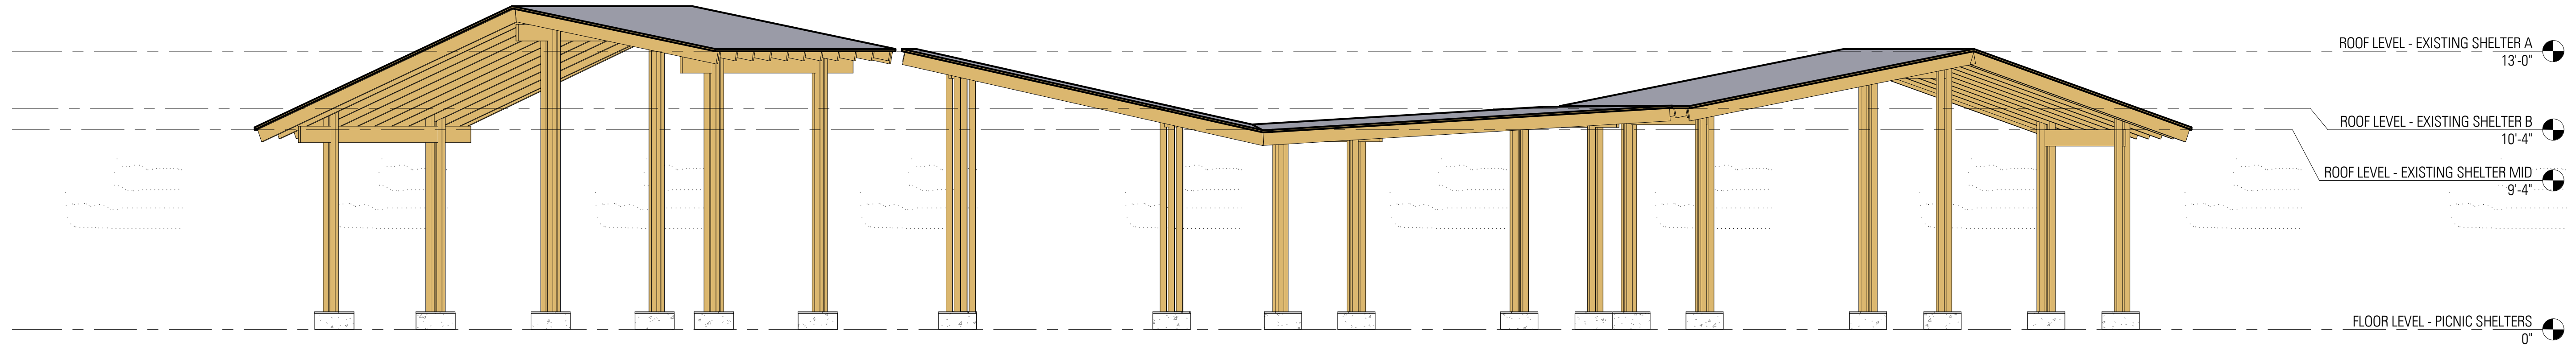 ROOF LEVEL - EXISTING SHELTER A
13'-0"
ROOF LEVEL - EXISTING SHELTER B
10'-4"
ROOF LEVEL - EXISTING SHELTER MID
9'-4"
FLOOR LEVEL - PICNIC SHELTERS
0"